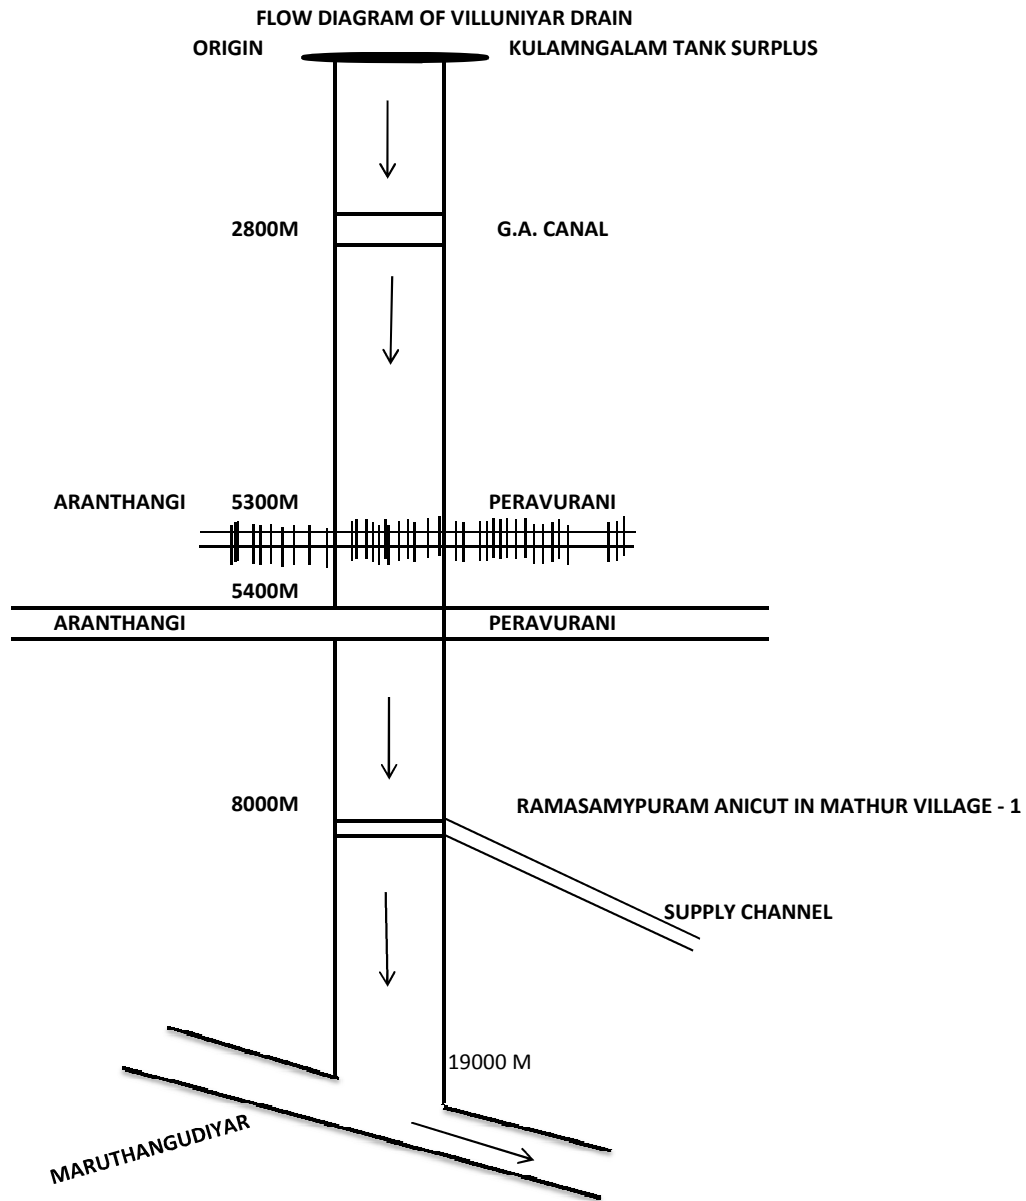 FLOW DIAGRAM OF VILLUNIYAR DRAIN
ORIGIN KULAMNGALAM TANK SURPLUS
2800M G.A. CANAL
ARANTHANGI 5300M PERAVURANI
5400M
ARANTHANGI PERAVURANI
8000M RAMASAMYPURAM ANICUT IN MATHUR VILLAGE - 1
SUPPLY CHANNEL
19000 M
MARUTHANGUDIYAR